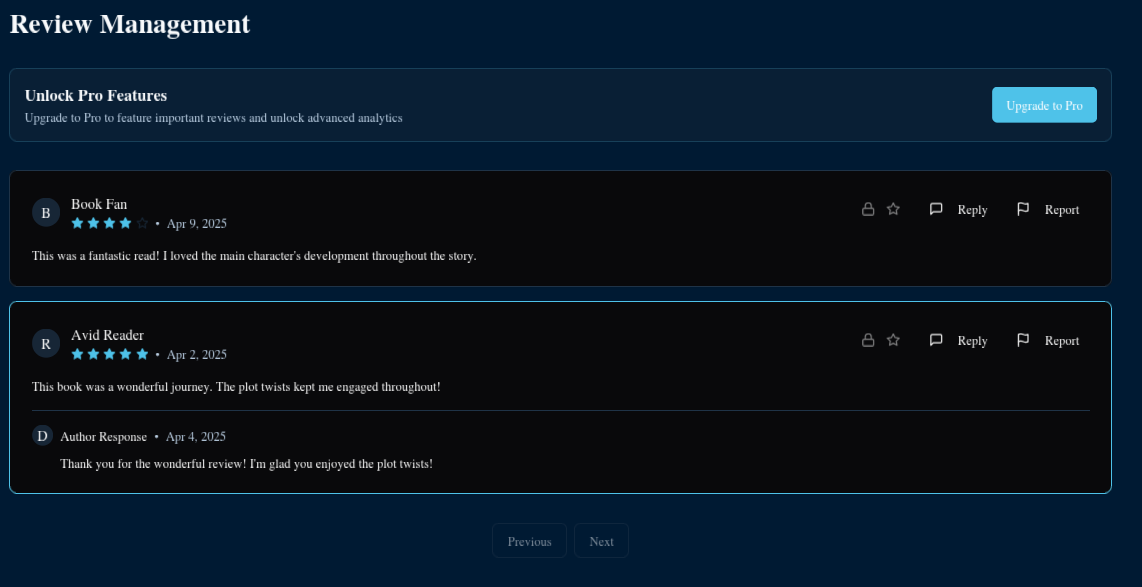 Review Management
Unlock Pro Features
Upgrade to Pro to feature important reviews and unlock advanced analytics
Upgrade to Pro
B
Book Fan
• Apr 9, 2025
Reply
Report
This was a fantastic read! I loved the main character's development throughout the story.
R
Avid Reader
• Apr 2, 2025
Reply
Report
This book was a wonderful journey. The plot twists kept me engaged throughout!
D
Author Response • Apr 4, 2025
Thank you for the wonderful review! I'm glad you enjoyed the plot twists!
Previous
Next